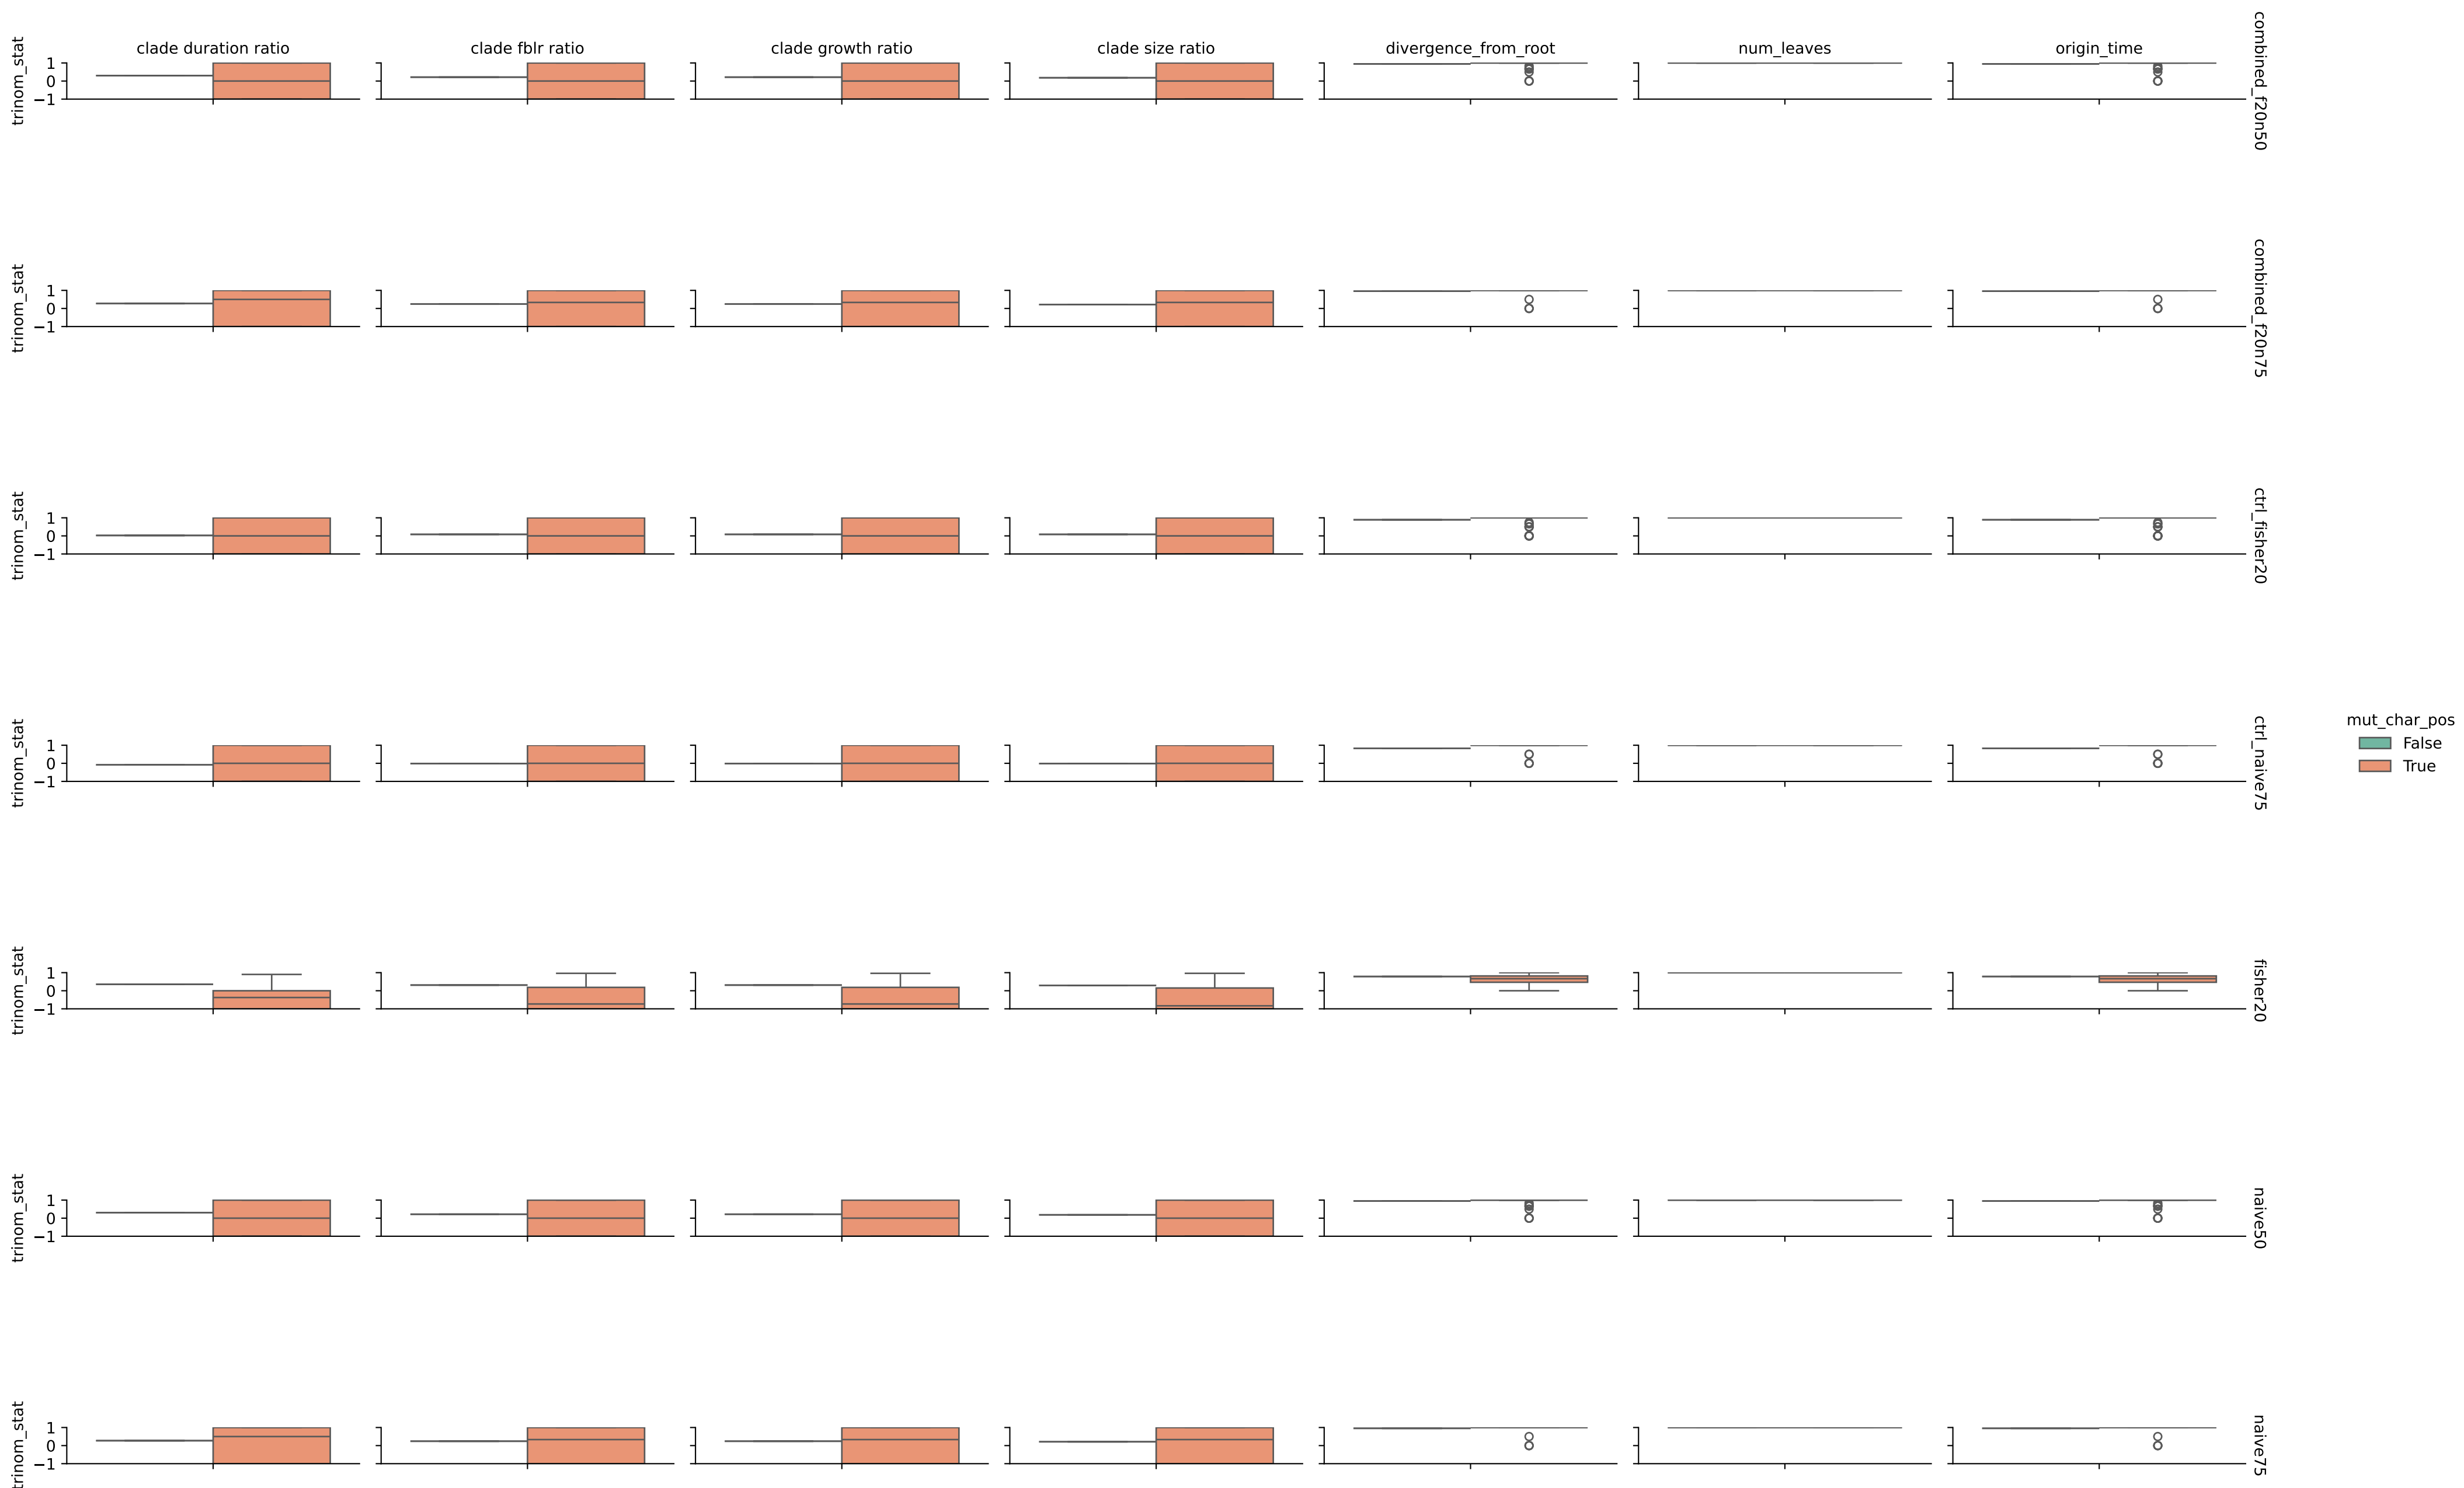 clade duration ratio
clade fblr ratio
clade growth ratio
clade size ratio
divergence_from_root
num_leaves
origin_time
trinom_stat
1
0
−1
combined_f20n50
trinom_stat
1
0
−1
combined_f20n75
trinom_stat
1
0
−1
ctrl_fisher20
trinom_stat
1
0
−1
ctrl_naive75
mut_char_pos
False
True
trinom_stat
1
0
−1
fisher20
trinom_stat
1
0
−1
naive50
trinom_stat
1
0
−1
naive75